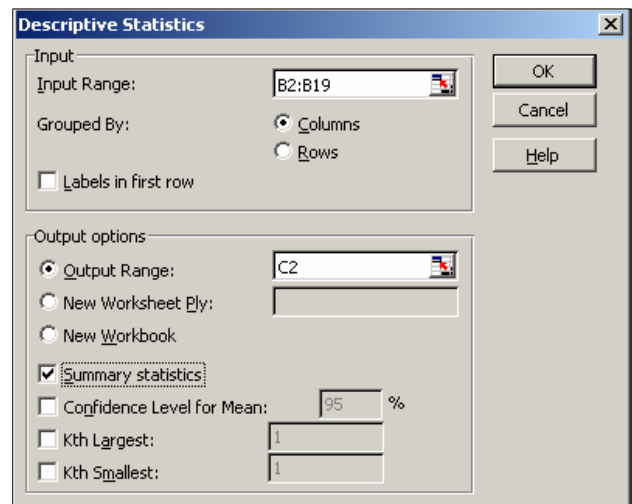 Descriptive Statistics
Input
Input Range: B2:B19
Grouped By: Columns
Rows
Labels in first row
OK
Cancel
Help
Output options
Output Range: C2
New Worksheet Ply:
New Workbook
Summary statistics
Confidence Level for Mean: 95 %
Kth Largest: 1
Kth Smallest: 1